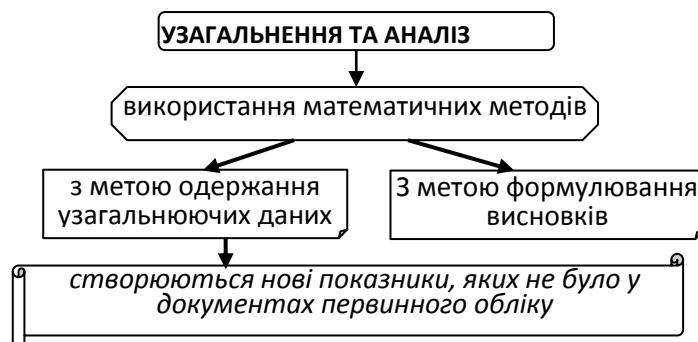 УЗАГАЛЬНЕННЯ ТА АНАЛІЗ
використання математичних методів
з метою одержання
узагальнюючих даних
З метою формулювання
висновків
створюються нові показники, яких не було у
документах первинного обліку